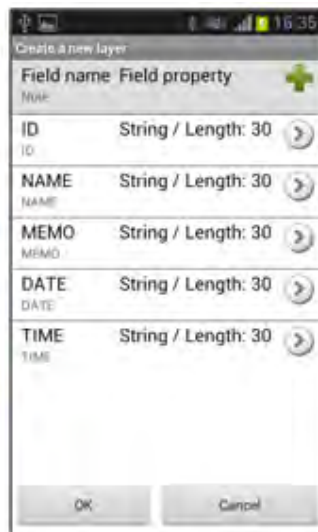 16:35
Create a new layer
Field name Field property
Note
ID String / Length: 30
ID
NAME String / Length: 30
NAME
MEMO String / Length: 30
MEMO
DATE String / Length: 30
DATE
TIME String / Length: 30
TIME
OK Cancel